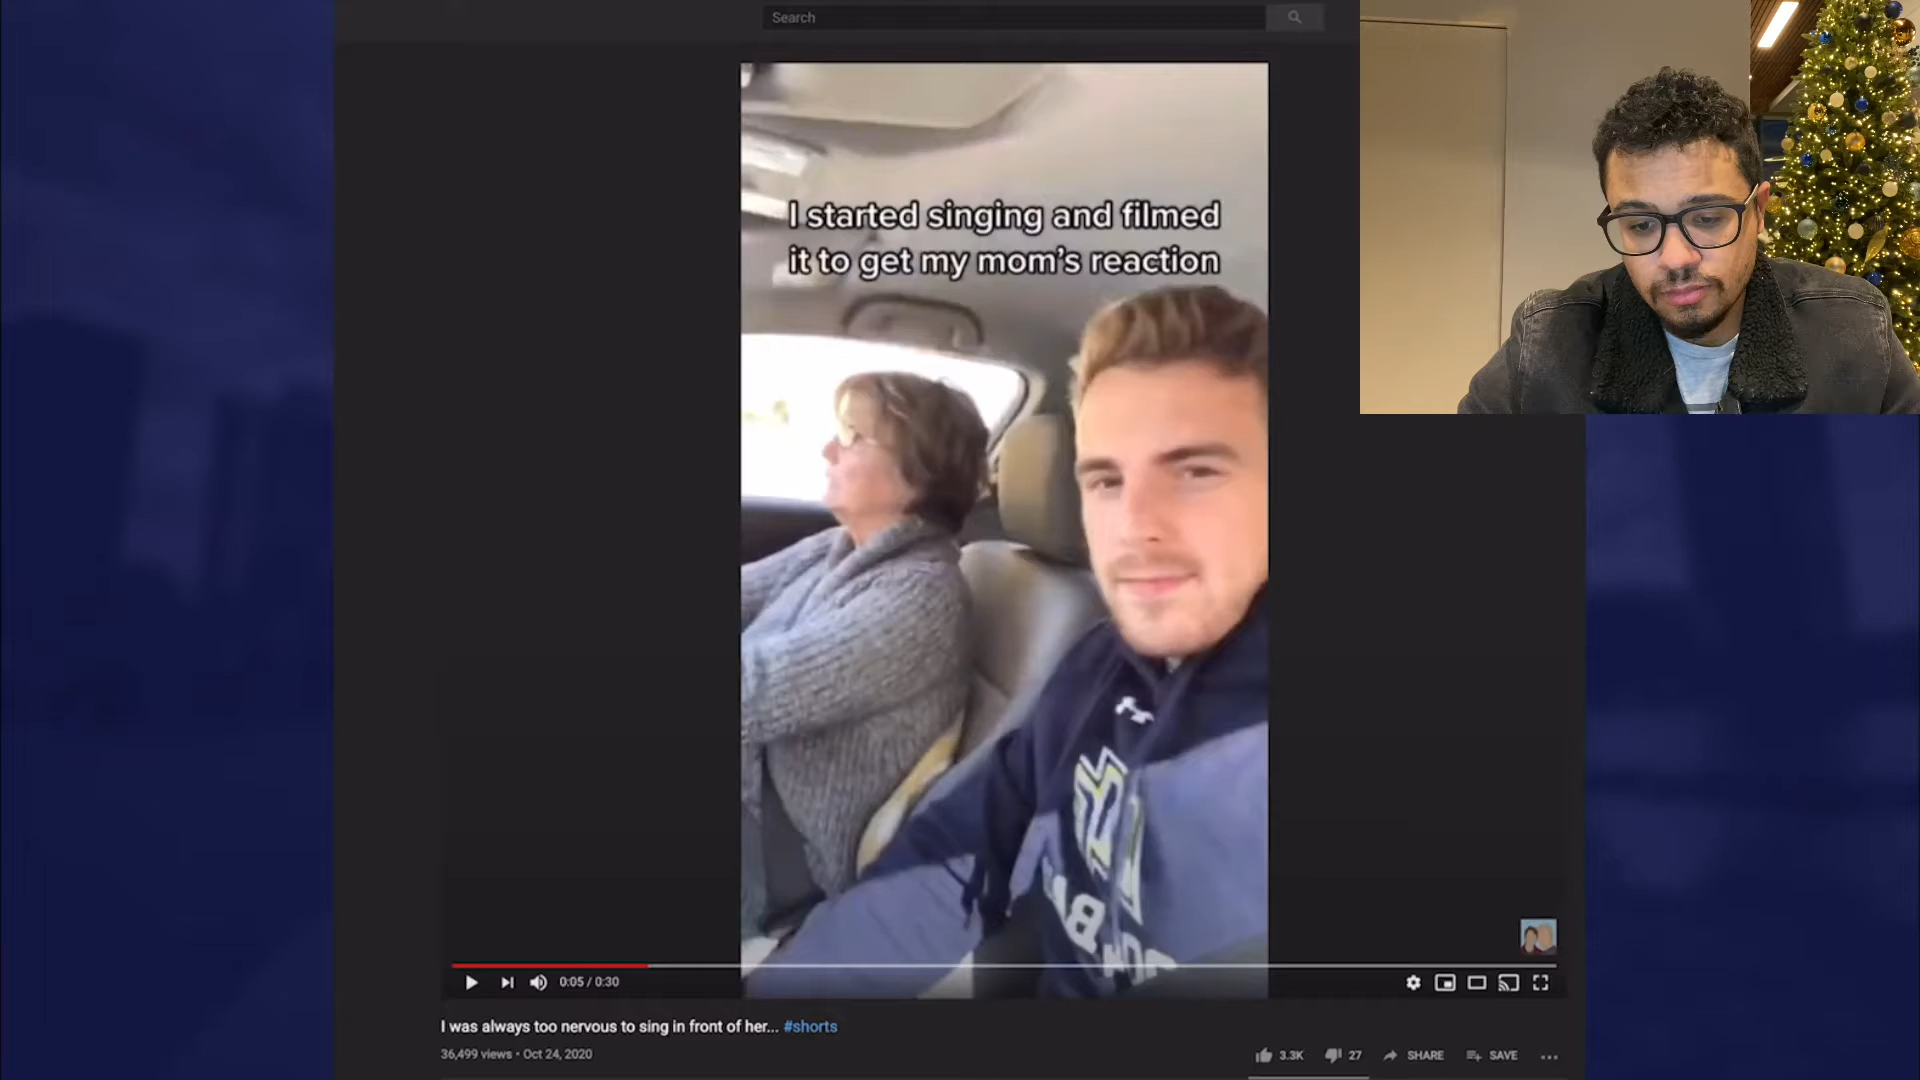 Search
I started singing and filmed
it to get my mom's reaction
0:05 / 0:30
I was always too nervous to sing in front of her... #shorts
36,499 views • Oct 24, 2020
3.3K
27
SHARE
SAVE